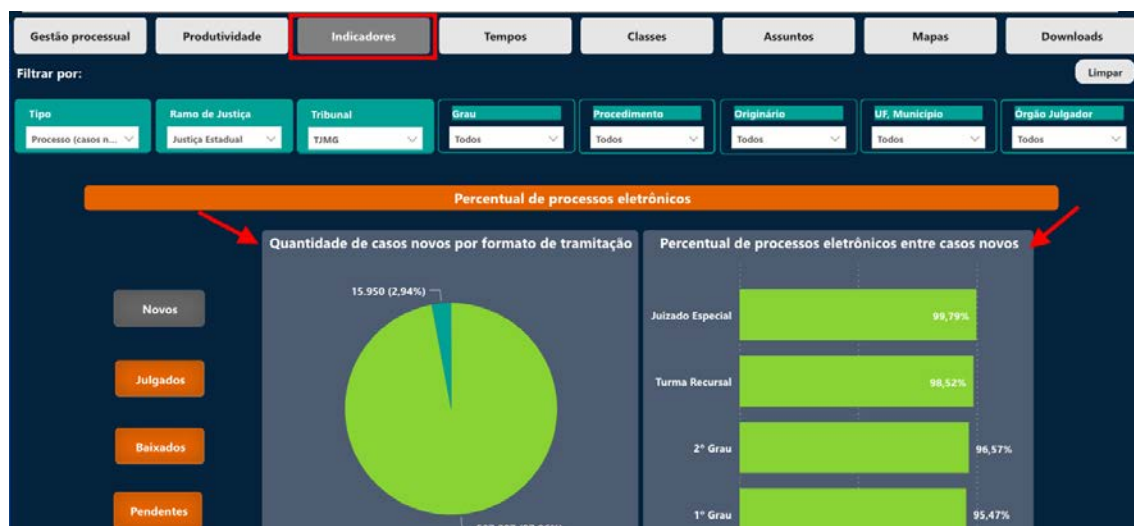 Gestão processual
Produtividade
Indicadores
Tempos
Classes
Assuntos
Mapas
Downloads
Filtrar por:
Limpar
Tipo
Processo (casos n...
Ramo de Justiça
Justiça Estadual
Tribunal
TJMG
Grau
Todos
Procedimento
Todos
Originário
Todos
UF, Município
Todos
Órgão Julgador
Todos
Percentual de processos eletrônicos
Novos
Julgados
Baixados
Pendentes
Quantidade de casos novos por formato de tramitação
15.950 (2,94%)
Percentual de processos eletrônicos entre casos novos
Juizado Especial
99,79%
Turma Recursal
98,52%
2º Grau
96,57%
1º Grau
95,47%